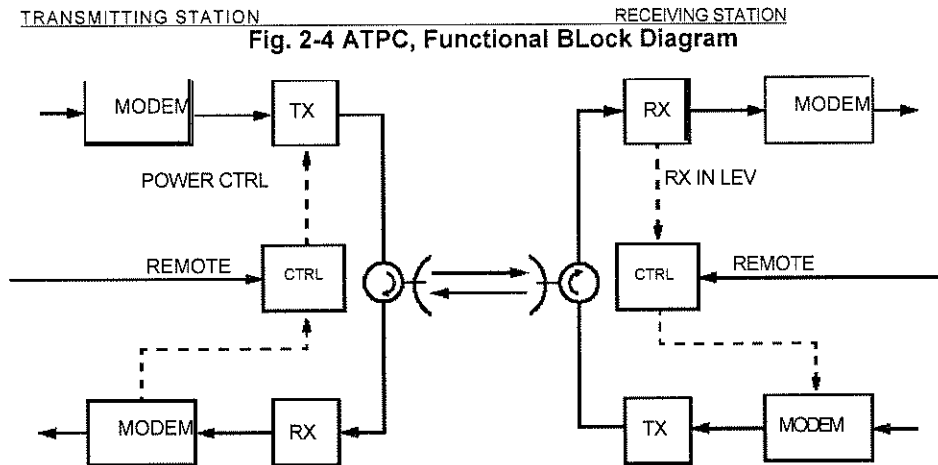 TRANSMITTING STATION RECEIVING STATION
Fig. 2-4 ATPC, Functional BLock Diagram
MODEM TX RX MODEM
POWER CTRL RX IN LEV
REMOTE CTRL CTRL REMOTE
MODEM RX TX MODEM